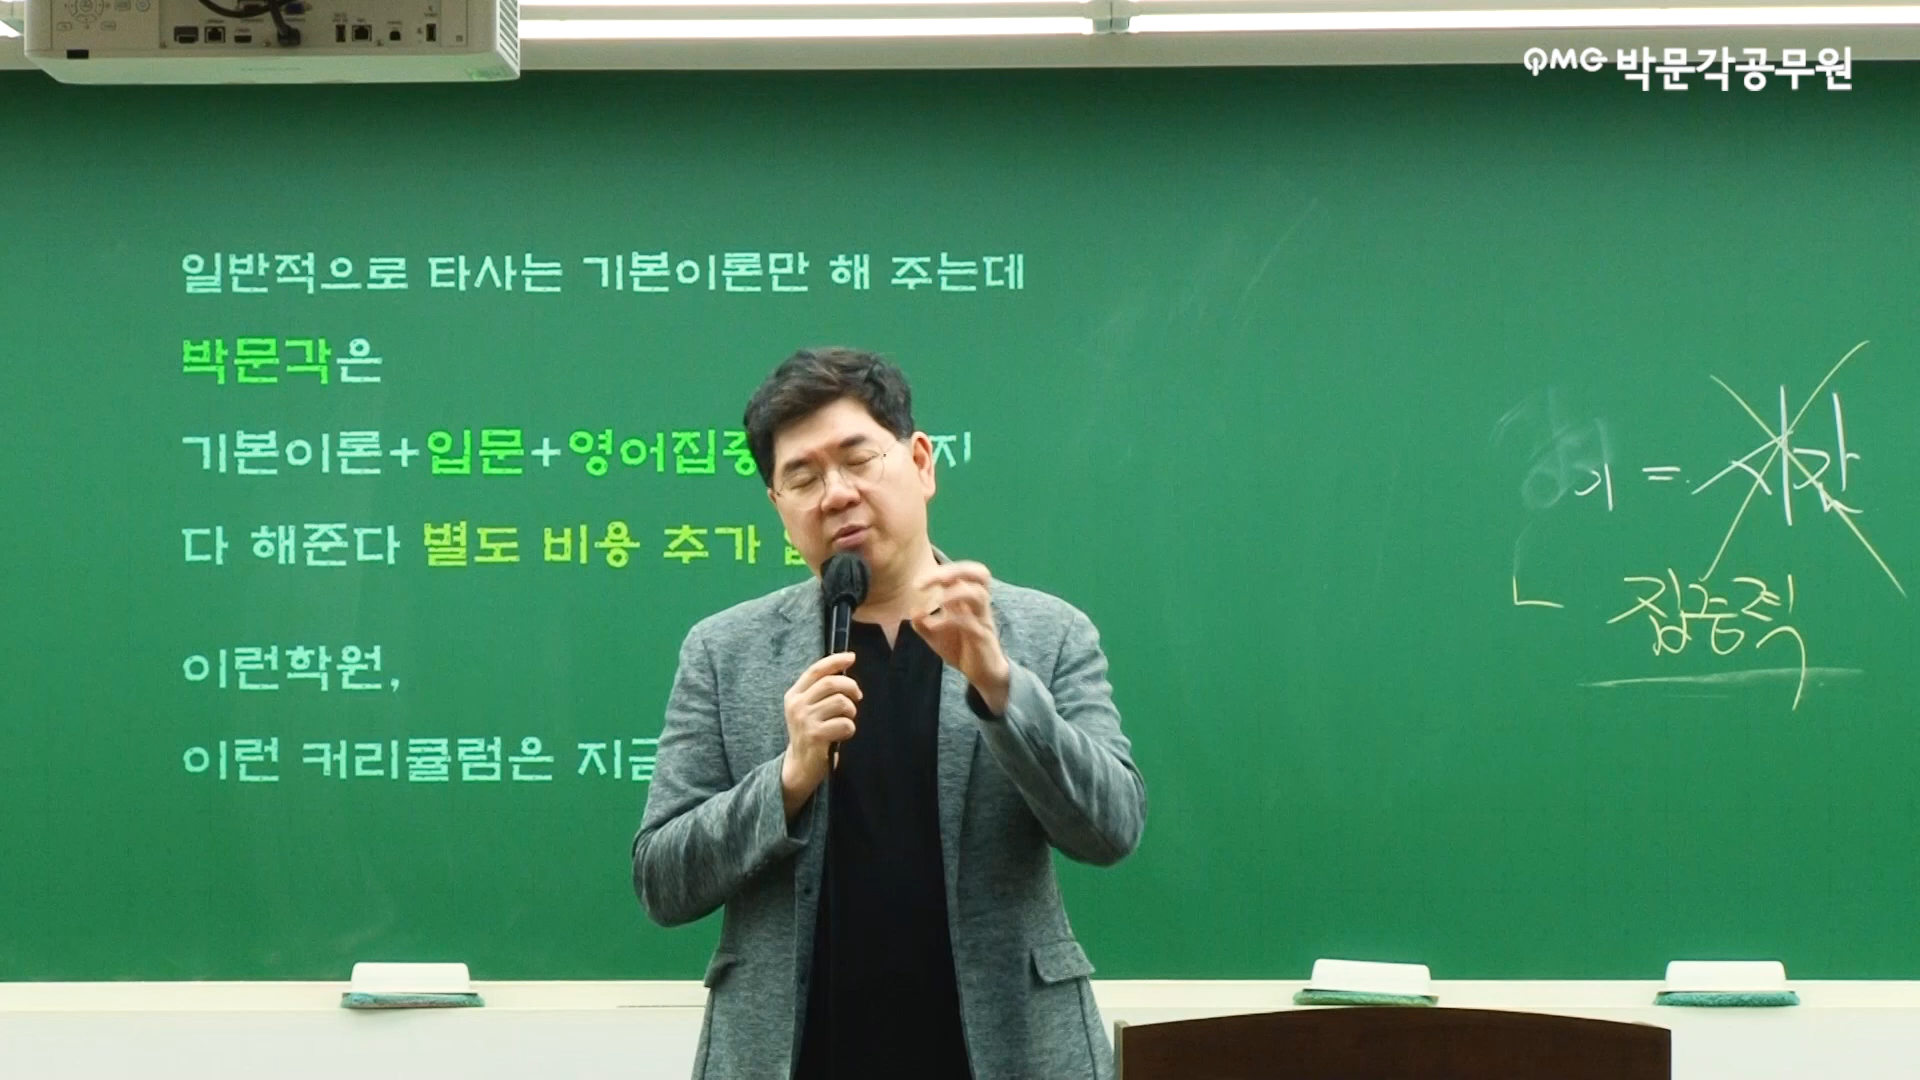 PMG 박문각공무원
일반적으로 타사는 기본이론만 해 주는데
박문각은
기본이론+입문+영어집중
다 해준다 별도 비용 추가
이런학원,
이런 커리큘럼은 지금
=
집중적